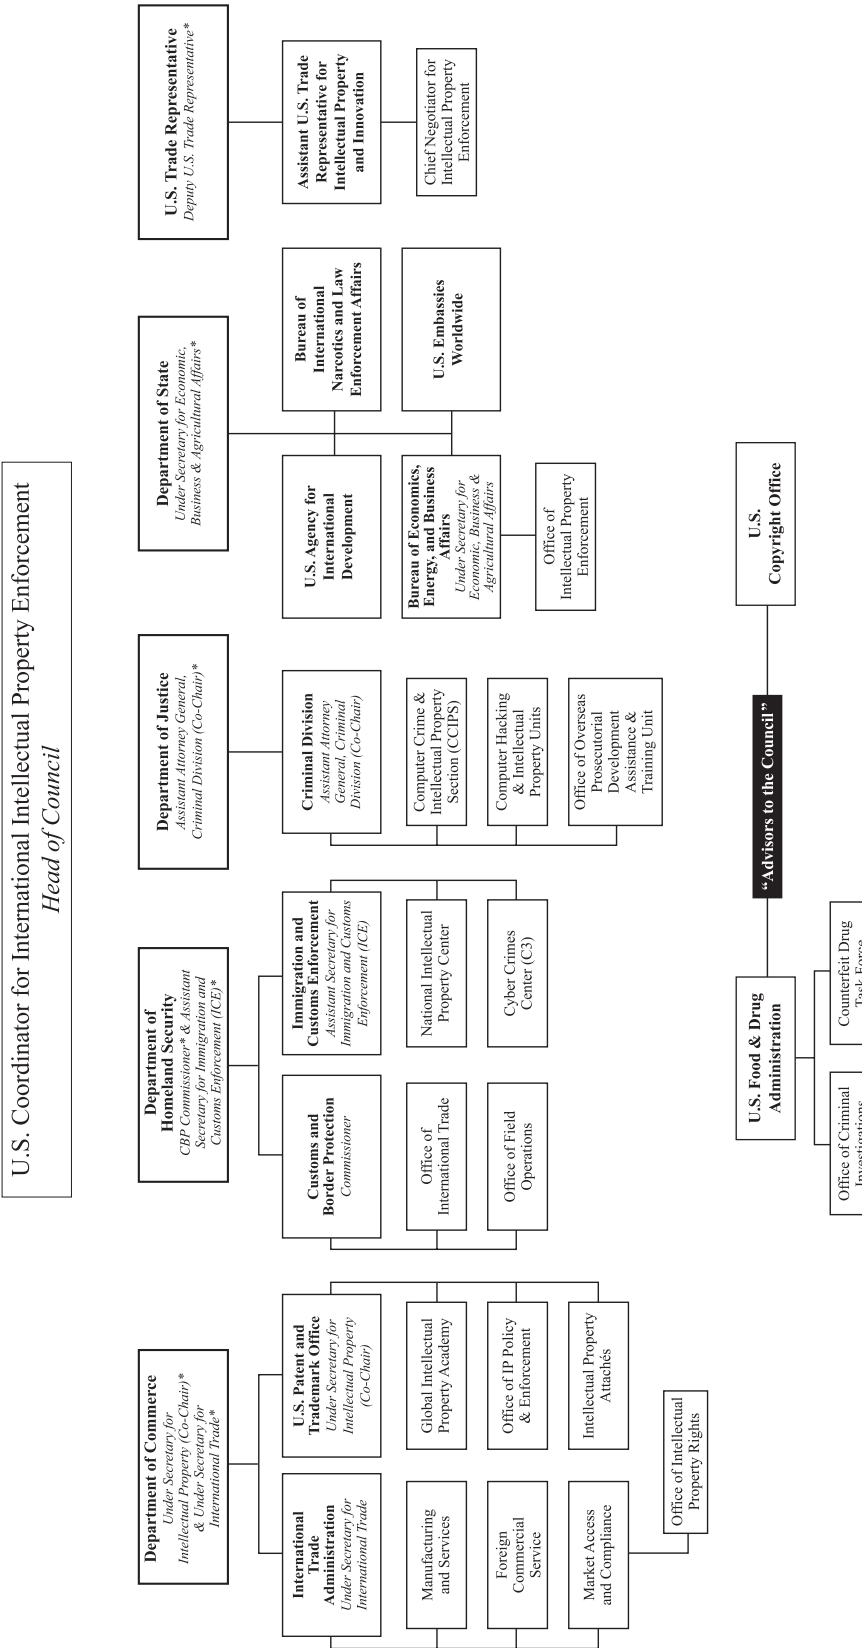 U.S. Coordinator for International Intellectual Property Enforcement
Head of Council
Department of Commerce
Under Secretary for
Intellectual Property (Co-Chair)*
& Under Secretary for
International Trade*
International
Trade
Administration
Under Secretary for
International Trade
Manufacturing
and Services
Foreign
Commercial
Service
Market Access
and Compliance
Office of Intellectual
Property Rights
U.S. Patent and
Trademark Office
Under Secretary for
Intellectual Property
(Co-Chair)
Global Intellectual
Property Academy
Office of IP Policy
& Enforcement
Intellectual Property
Attachés
Department of
Homeland Security
CBP Commissioner* & Assistant
Secretary for Immigration and
Customs Enforcement (ICE)*
Customs and
Border Protection
Commissioner
Office of
International Trade
Office of Field
Operations
Immigration and
Customs Enforcement
Assistant Secretary for
Immigration and Customs
Enforcement (ICE)
National Intellectual
Property Center
Cyber Crimes
Center (C3)
Department of Justice
Assistant Attorney General,
Criminal Division (Co-Chair)*
Criminal Division
Assistant Attorney
General, Criminal
Division (Co-Chair)
Computer Crime &
Intellectual Property
Section (CCIPS)
Computer Hacking
& Intellectual
Property Units
Office of Overseas
Prosecutorial
Development
Assistance &
Training Unit
Department of State
Under Secretary for Economic,
Business & Agricultural Affairs*
U.S. Agency for
International
Development
Bureau of
International
Narcotics and Law
Enforcement Affairs
Bureau of Economics,
Energy, and Business
Affairs
Under Secretary for
Economic, Business &
Agricultural Affairs
U.S. Embassies
Worldwide
Office of
Intellectual Property
Enforcement
U.S. Trade Representative
Deputy U.S. Trade Representative*
Assistant U.S. Trade
Representative for
Intellectual Property
and Innovation
Chief Negotiator for
Intellectual Property
Enforcement
U.S. Food & Drug
Administration
"Advisors to the Council"
U.S.
Copyright Office
Office of Criminal
Investigations
Counterfeit Drug
Task Force